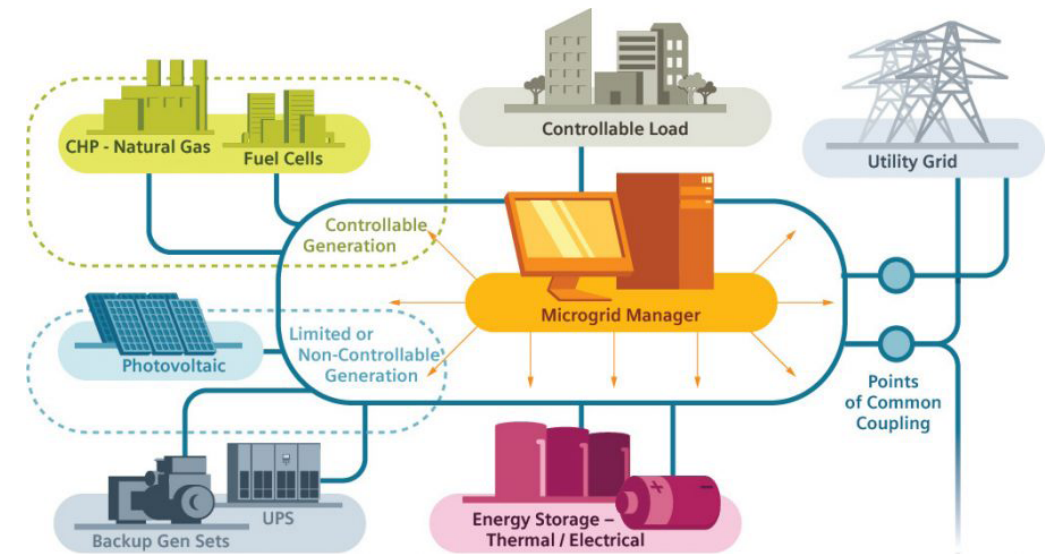 CHP - Natural Gas
Fuel Cells
Controllable Load
Utility Grid
Controllable
Generation
Microgrid Manager
Photovoltaic
Limited or
Non-Controllable
Generation
Points
of Common
Coupling
Backup Gen Sets
UPS
Energy Storage –
Thermal / Electrical
+
-